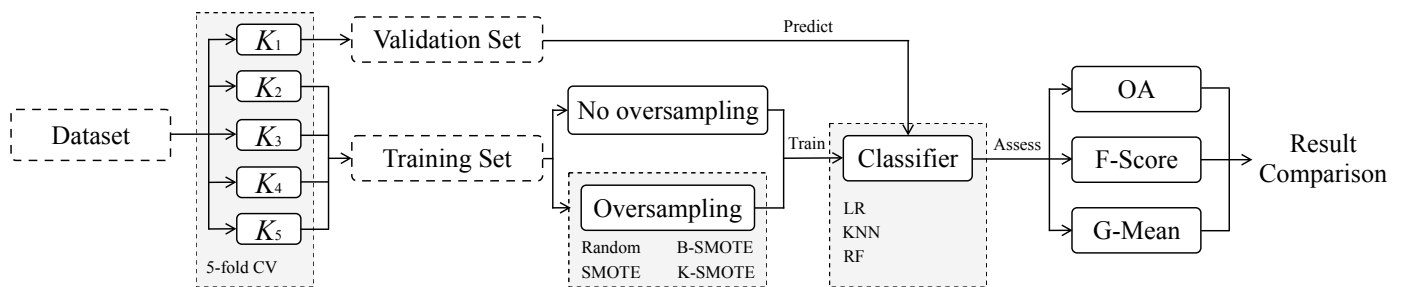 Dataset
K1
K2
K3
K4
K5
5-fold CV
Validation Set
Training Set
Predict
No oversampling
Oversampling
Random B-SMOTE
SMOTE K-SMOTE
Train
Classifier
LR
KNN
RF
Assess
OA
F-Score
G-Mean
Result
Comparison